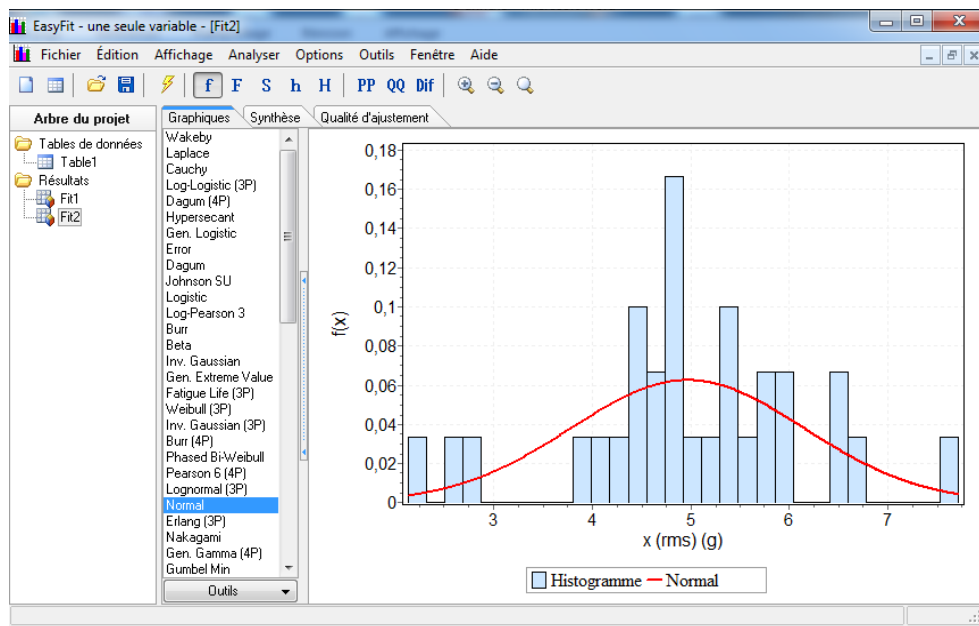 EasyFit - une seule variable - [Fit2]
Fichier Édition Affichage Analyser Options Outils Fenêtre Aide
f F S h H PP QQ Dif
Arbre du projet
Tables de données
Table1
Résultats
Fit1
Fit2
Graphiques Synthèse Qualité d'ajustement
Wakeby
Laplace
Cauchy
Log-Logistic (3P)
Dagum (4P)
Hypersecant
Gen. Logistic
Error
Dagum
Johnson SU
Logistic
Log-Pearson 3
Burr
Beta
Inv. Gaussian
Gen. Extreme Value
Fatigue Life (3P)
Weibull (3P)
Inv. Gaussian (3P)
Burr (4P)
Phased Bi-Weibull
Pearson 6 (4P)
Lognormal (3P)
Normal
Erlang (3P)
Nakagami
Gen. Gamma (4P)
Gumbel Min
Outils
0,18
0,16
0,14
0,12
0,1
0,08
0,06
0,04
0,02
0
f(x)
3 4 5 6 7
x (rms) (g)
Histogramme Normal